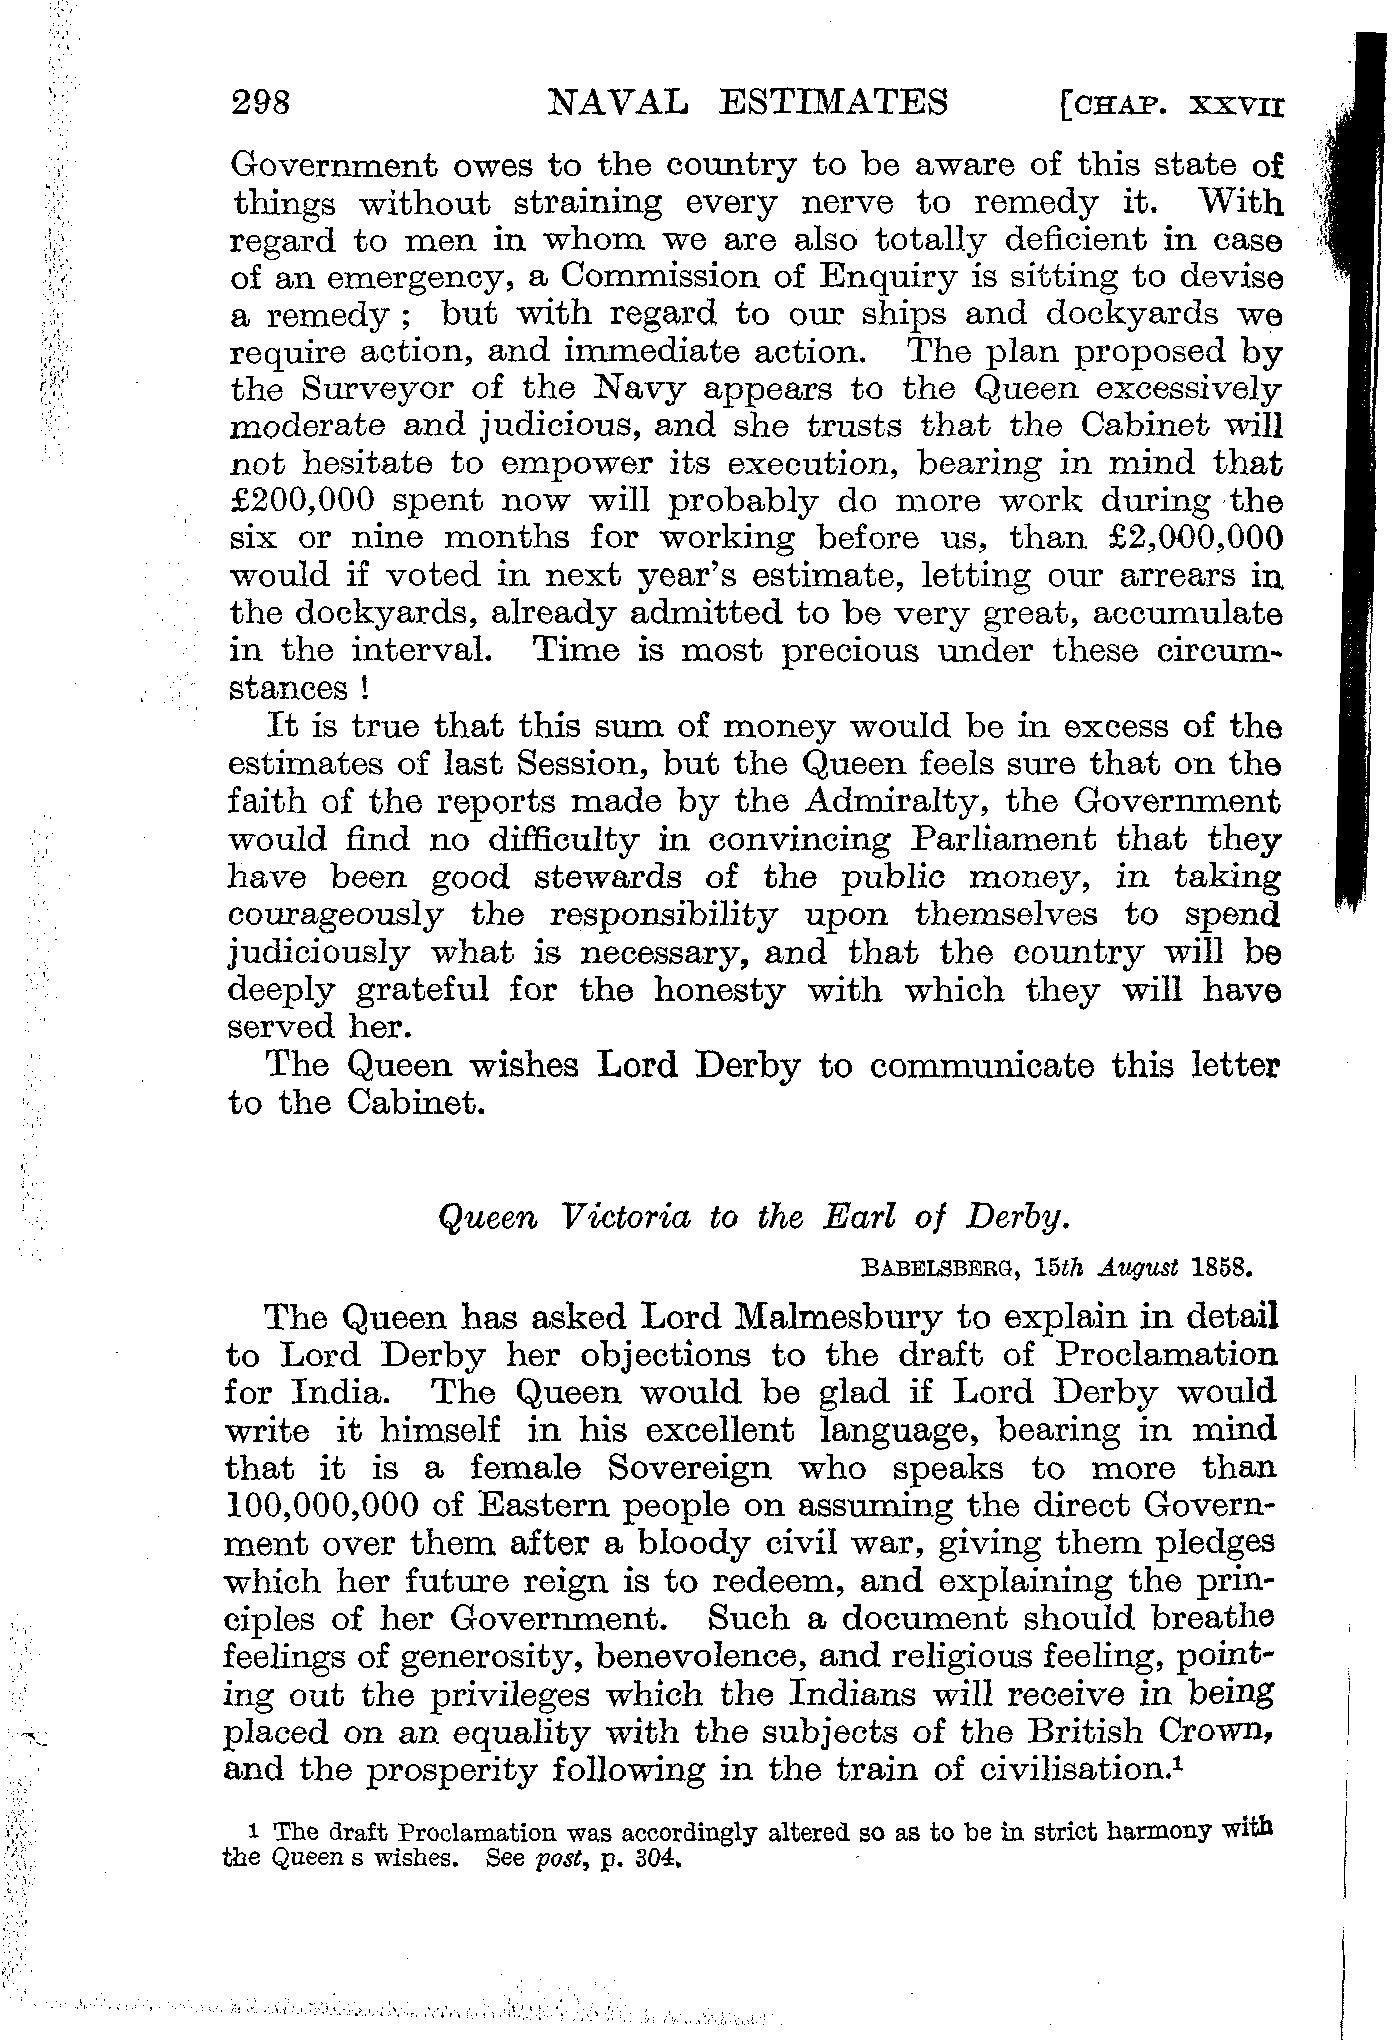 298 NAVAL ESTIMATES [CHAP. XXVII
Government owes to the country to be aware of this state of
things without straining every nerve to remedy it. With
regard to men in whom we are also totally deficient in case
of an emergency, a Commission of Enquiry is sitting to devise
a remedy ; but with regard to our ships and dockyards we
require action, and immediate action. The plan proposed by
the Surveyor of the Navy appears to the Queen excessively
moderate and judicious, and she trusts that the Cabinet will
not hesitate to empower its execution, bearing in mind that
£200,000 spent now will probably do more work during the
six or nine months for working before us, than £2,000,000
would if voted in next year's estimate, letting our arrears in
the dockyards, already admitted to be very great, accumulate
in the interval. Time is most precious under these circum-
stances !
It is true that this sum of money would be in excess of the
estimates of last Session, but the Queen feels sure that on the
faith of the reports made by the Admiralty, the Government
would find no difficulty in convincing Parliament that they
have been good stewards of the public money, in taking
courageously the responsibility upon themselves to spend
judiciously what is necessary, and that the country will be
deeply grateful for the honesty with which they will have
served her.
The Queen wishes Lord Derby to communicate this letter
to the Cabinet.
Queen Victoria to the Earl of Derby.
BABELSBERG, 15th August 1858.
The Queen has asked Lord Malmesbury to explain in detail
to Lord Derby her objections to the draft of Proclamation
for India. The Queen would be glad if Lord Derby would
write it himself in his excellent language, bearing in mind
that it is a female Sovereign who speaks to more than
100,000,000 of Eastern people on assuming the direct Govern-
ment over them after a bloody civil war, giving them pledges
which her future reign is to redeem, and explaining the prin-
ciples of her Government. Such a document should breathe
feelings of generosity, benevolence, and religious feeling, point-
ing out the privileges which the Indians will receive in being
placed on an equality with the subjects of the British Crown,
and the prosperity following in the train of civilisation.¹
1 The draft Proclamation was accordingly altered so as to be in strict harmony with
the Queen s wishes. See post, p. 304.